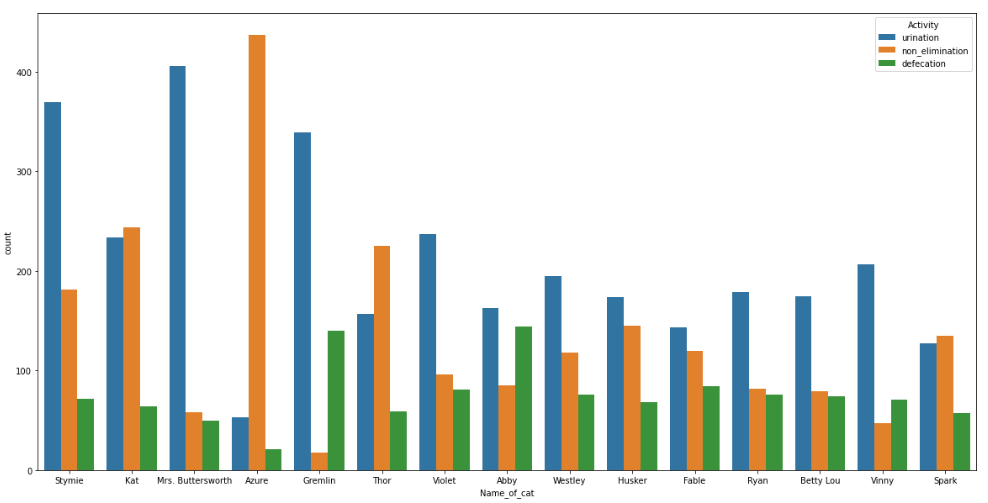 Activity
urination
non_elimination
defecation
400
300
200
100
0
count
Stymie Kat Mrs. Buttersworth Azure Gremlin Thor Violet Abby Westley Husker Fable Ryan Betty Lou Vinny Spark
Name_of_cat